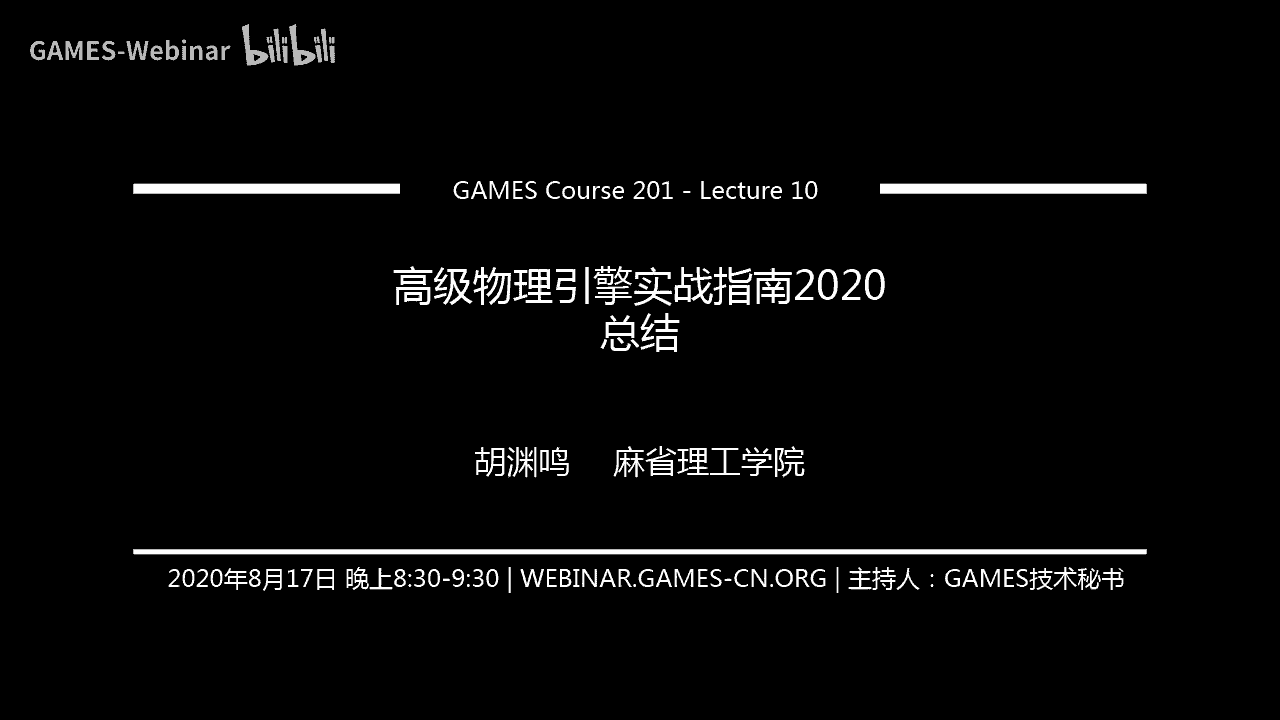 GAMES-Webinar bilibili
GAMES Course 201 - Lecture 10
高级物理引擎实战指南2020
总结
胡渊鸣 麻省理工学院
2020年8月17日 晚上8:30-9:30 | WEBINAR.GAMES-CN.ORG | 主持人：GAMES技术秘书